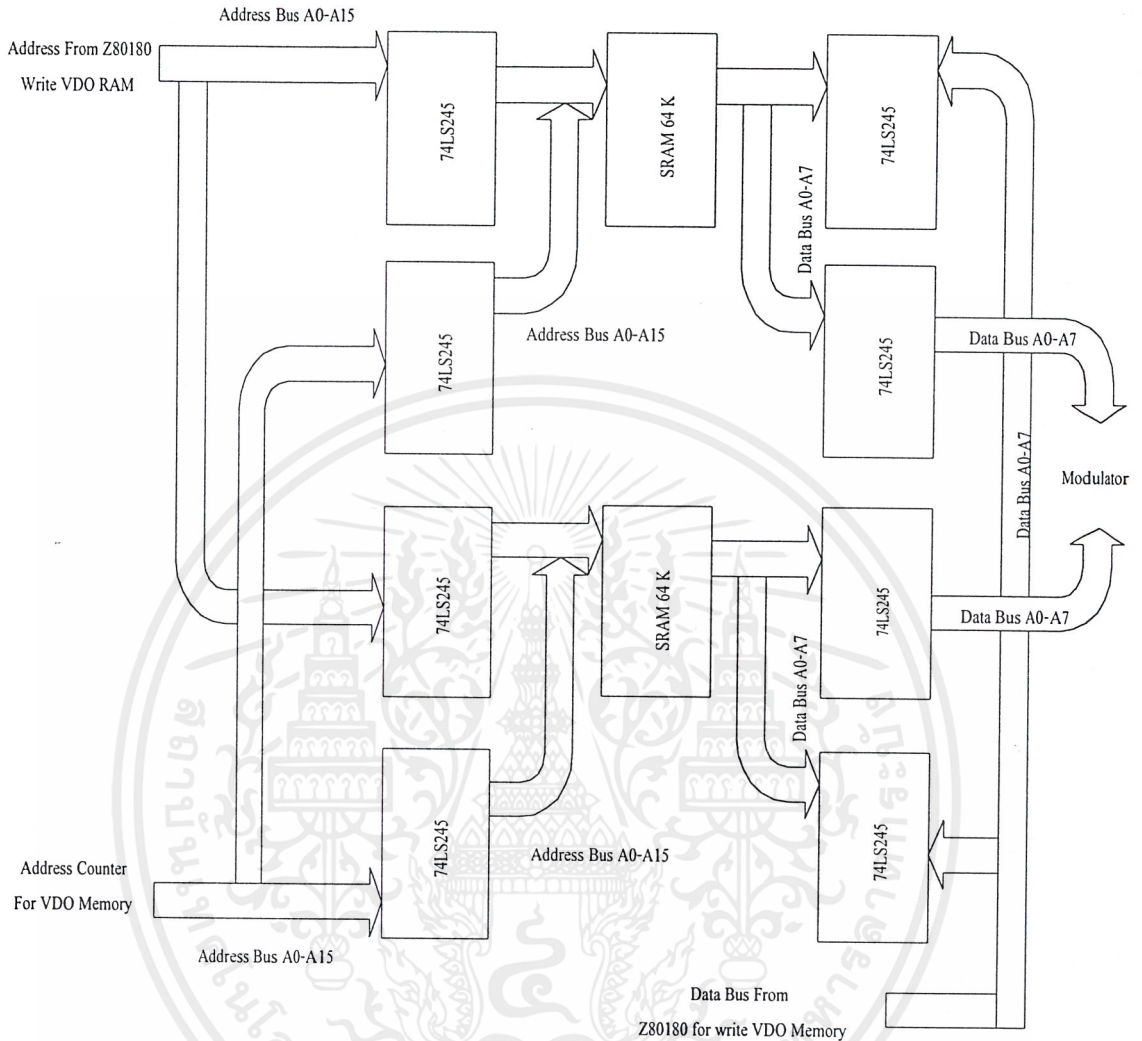 Address Bus A0-A15
Address From Z80180
Write VDO RAM
74LS245
SRAM 64 K
74LS245
Data Bus A0-A7
74LS245
Address Bus A0-A15
74LS245
Data Bus A0-A7
Data Bus A0-A7
Modulator
74LS245
SRAM 64 K
74LS245
Data Bus A0-A7
Data Bus A0-A7
74LS245
Address Bus A0-A15
74LS245
Address Counter
For VDO Memory
Address Bus A0-A15
Data Bus From
Z80180 for write VDO Memory